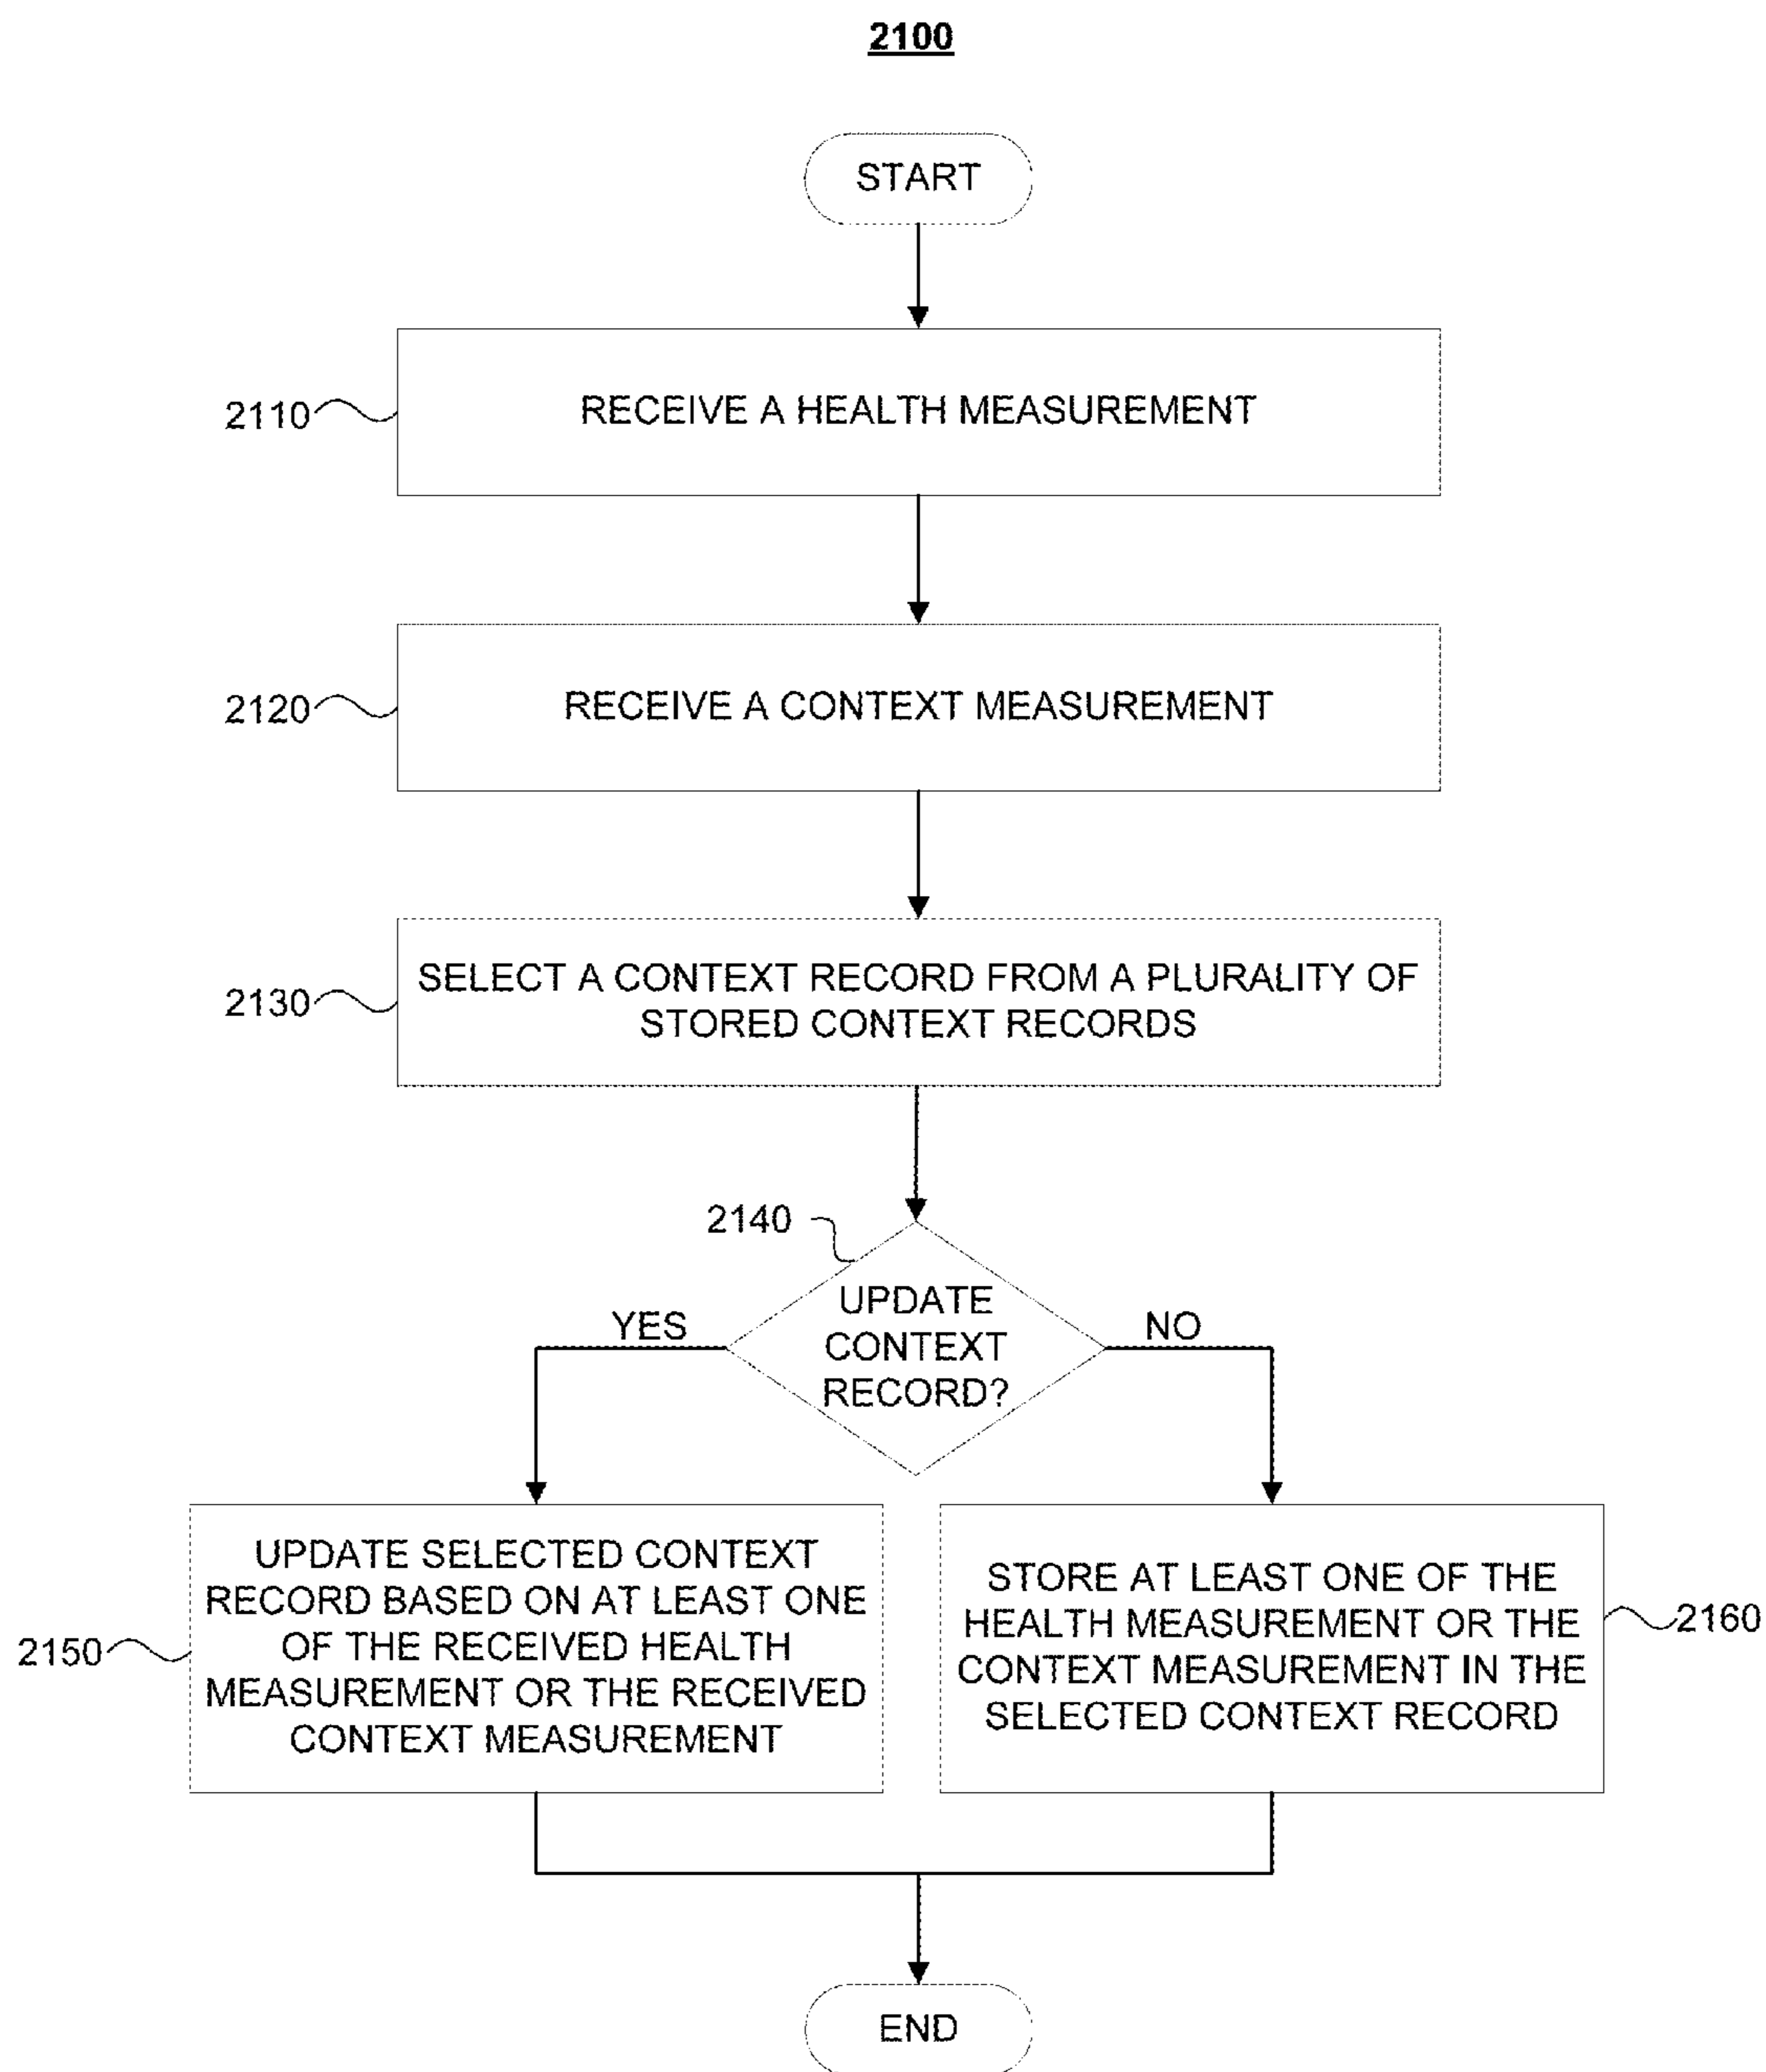 2100
START
2110
RECEIVE A HEALTH MEASUREMENT
2120
RECEIVE A CONTEXT MEASUREMENT
2130
SELECT A CONTEXT RECORD FROM A PLURALITY OF
STORED CONTEXT RECORDS
2140
UPDATE
CONTEXT
RECORD?
YES
NO
2150
UPDATE SELECTED CONTEXT
RECORD BASED ON AT LEAST ONE
OF THE RECEIVED HEALTH
MEASUREMENT OR THE RECEIVED
CONTEXT MEASUREMENT
STORE AT LEAST ONE OF THE
HEALTH MEASUREMENT OR THE
CONTEXT MEASUREMENT IN THE
SELECTED CONTEXT RECORD
2160
END